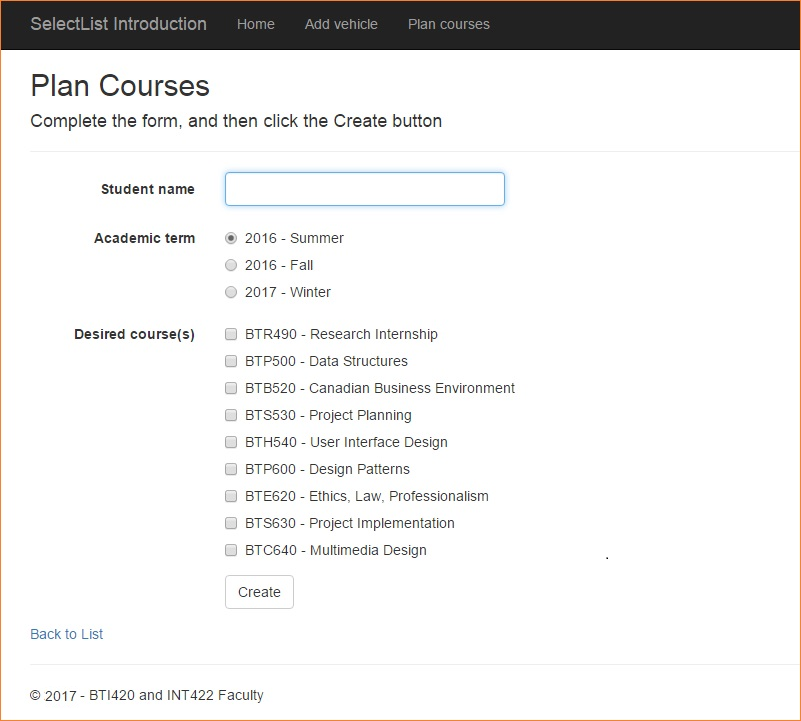 SelectList Introduction Home Add vehicle Plan courses
Plan Courses
Complete the form, and then click the Create button
Student name
Academic term 2016 - Summer
2016 - Fall
2017 - Winter
Desired course(s) BTR490 - Research Internship
BTP500 - Data Structures
BTB520 - Canadian Business Environment
BTS530 - Project Planning
BTH540 - User Interface Design
BTP600 - Design Patterns
BTE620 - Ethics, Law, Professionalism
BTS630 - Project Implementation
BTC640 - Multimedia Design .
Create
Back to List
© 2017 - BTI420 and INT422 Faculty